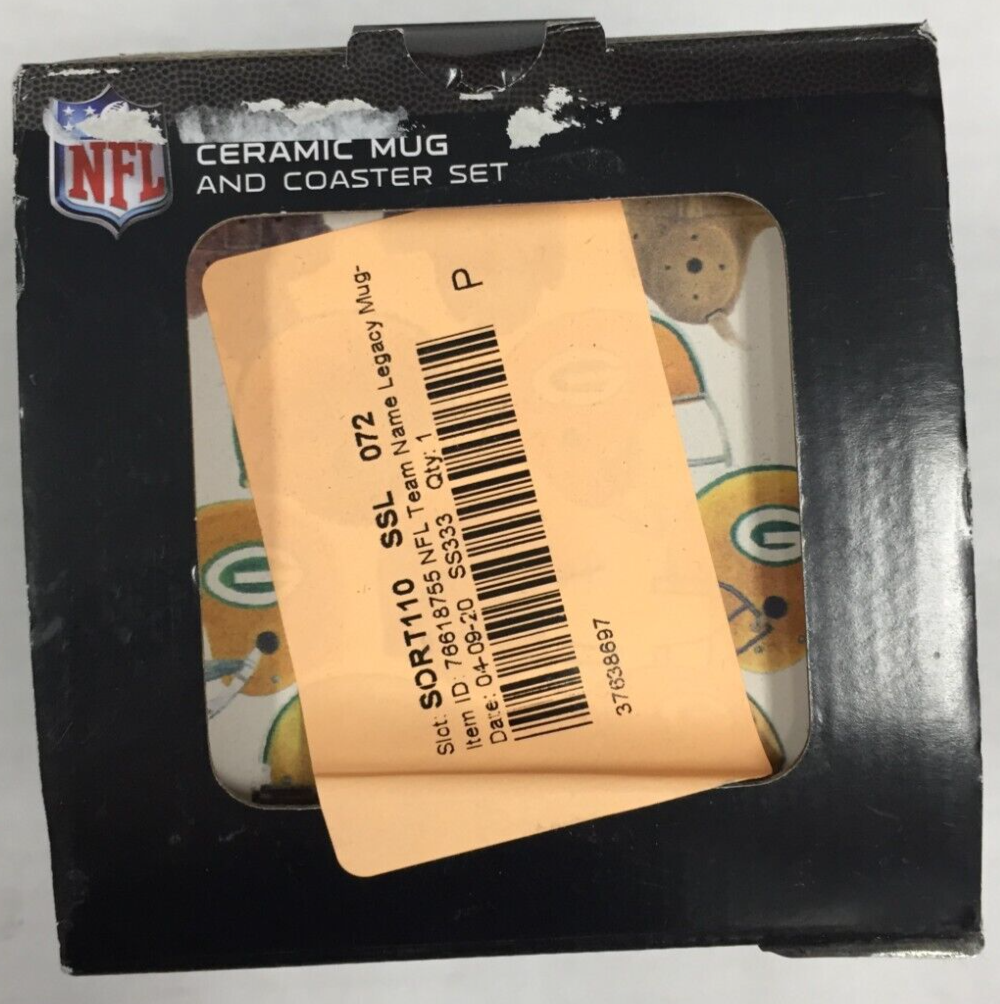 NFL
CERAMIC MUG
AND COASTER SET
Slot: SORT110 SSL 072
Item ID: 76618755 NFL Team Name Legacy Mug-
Date: 04-09-20 SS333 Qty: 1
P
37638697
G
G
G